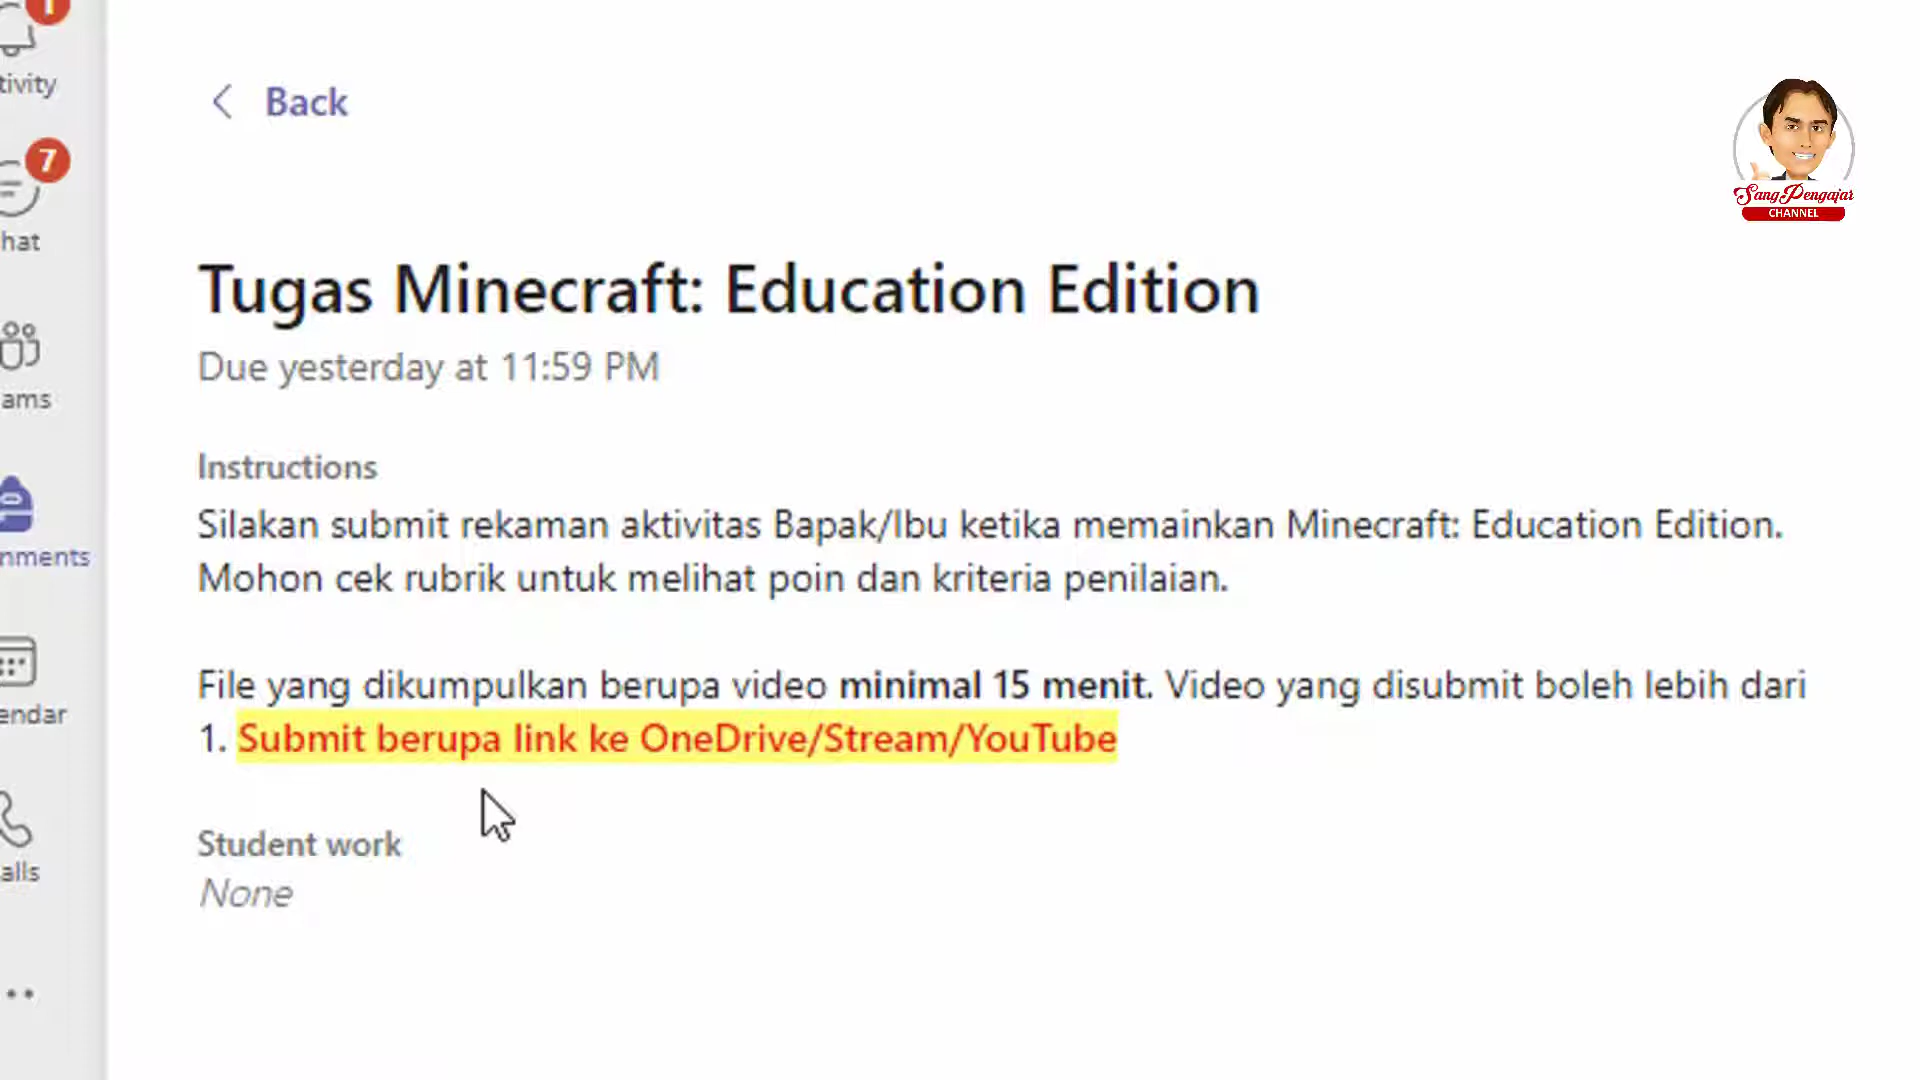 1
tivity
Back
7
hat
SangPengajar
CHANNEL
Tugas Minecraft: Education Edition
Due yesterday at 11:59 PM
ams
Instructions
Silakan submit rekaman aktivitas Bapak/Ibu ketika memainkan Minecraft: Education Edition.
nments
Mohon cek rubrik untuk melihat poin dan kriteria penilaian.
File yang dikumpulkan berupa video minimal 15 menit. Video yang disubmit boleh lebih dari
endar
1. Submit berupa link ke OneDrive/Stream/YouTube
Student work
alls
None